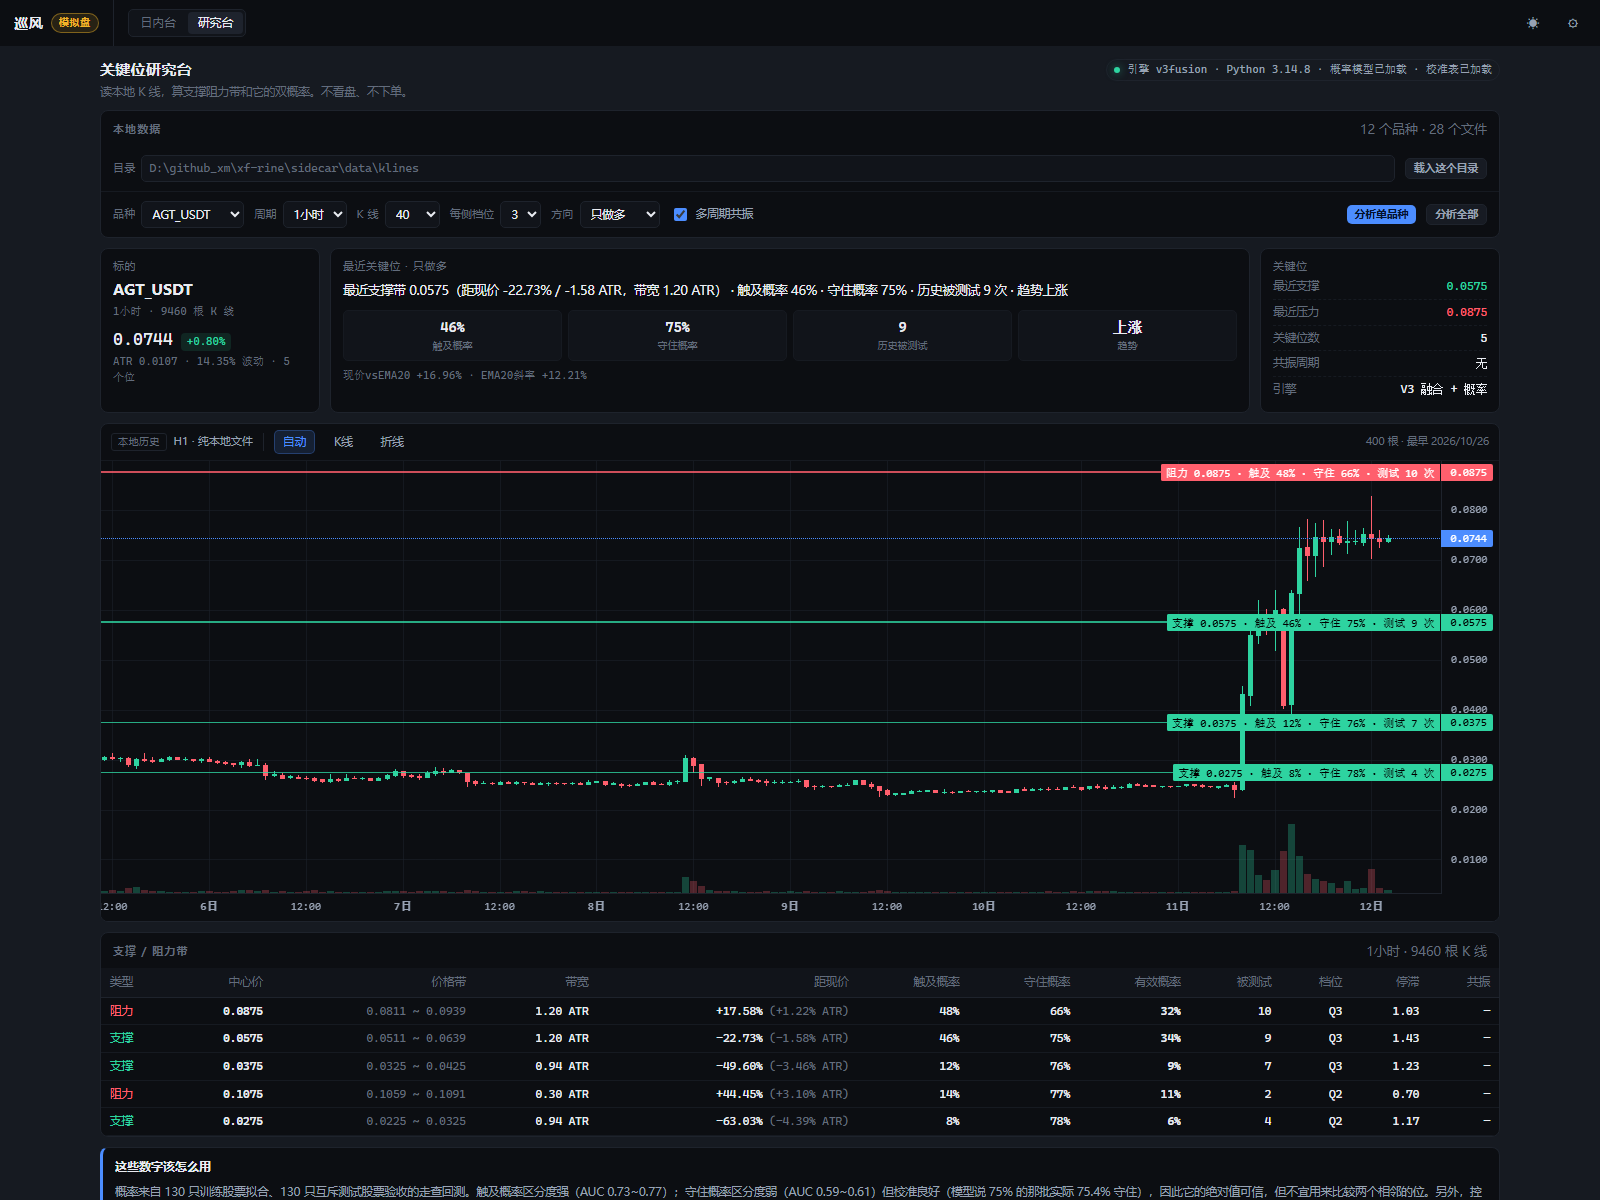 巡风 模拟盘 日内台 研究台
关键位研究台
引擎 v3fusion · Python 3.14.8 · 概率模型已加载 · 校准表已加载
读本地 K 线，算支撑阻力带和它的双概率。不看盘、不下单。
本地数据 12 个品种 · 28 个文件
目录 D:\github_xm\xf-rine\sidecar\data\klines 载入这个目录
品种 AGT_USDT 周期 1小时 K 线 40 每侧档位 3 方向 只做多 多周期共振 分析单品种 分析全部
标的
AGT_USDT
1小时 · 9460 根 K 线
0.0744 +0.80%
ATR 0.0107 · 14.35% 波动 · 5
个位
最近关键位 · 只做多
最近支撑带 0.0575（距现价 -22.73% / -1.58 ATR，带宽 1.20 ATR） · 触及概率 46% · 守住概率 75% · 历史被测试 9 次 · 趋势上涨
46% 75% 9 上涨
触及概率 守住概率 历史被测试 趋势
现价vsEMA20 +16.96% · EMA20斜率 +12.21%
关键位
最近支撑 0.0575
最近压力 0.0875
关键位数 5
共振周期 无
引擎 V3 融合 + 概率
本地历史 H1 · 纯本地文件 自动 K线 折线 400 根 · 最早 2026/10/26
阻力 0.0875 · 触及 48% · 守住 66% · 测试 10 次 0.0875
0.0800
0.0744
0.0700
0.0600
支撑 0.0575 · 触及 46% · 守住 75% · 测试 9 次 0.0575
0.0500
0.0400
支撑 0.0375 · 触及 12% · 守住 76% · 测试 7 次 0.0375
0.0300
支撑 0.0275 · 触及 8% · 守住 78% · 测试 4 次 0.0275
0.0200
0.0100
2:00 6日 12:00 7日 12:00 8日 12:00 9日 12:00 10日 12:00 11日 12:00 12日
支撑 / 阻力带 1小时 · 9460 根 K 线
类型 中心价 价格带 带宽 距现价 触及概率 守住概率 有效概率 被测试 档位 停滞 共振
阻力 0.0875 0.0811 ~ 0.0939 1.20 ATR +17.58% (+1.22% ATR) 48% 66% 32% 10 Q3 1.03 —
支撑 0.0575 0.0511 ~ 0.0639 1.20 ATR −22.73% (−1.58% ATR) 46% 75% 34% 9 Q3 1.43 —
支撑 0.0375 0.0325 ~ 0.0425 0.94 ATR −49.60% (−3.46% ATR) 12% 76% 9% 7 Q3 1.23 —
阻力 0.1075 0.1059 ~ 0.1091 0.30 ATR +44.45% (+3.10% ATR) 14% 77% 11% 2 Q2 0.70 —
支撑 0.0275 0.0225 ~ 0.0325 0.94 ATR −63.03% (−4.39% ATR) 8% 78% 6% 4 Q2 1.17 —
这些数字该怎么用
概率来自 130 只训练股票拟合、130 只互斥测试股票验收的走查回测。触及概率区分度强（AUC 0.73~0.77）；守住概率区分度弱（AUC 0.59~0.61）但校准良好（模型说 75% 的那批实际 75.4% 守住），因此它的绝对值可信，但不宜用来比较两个相邻的位。另外，控